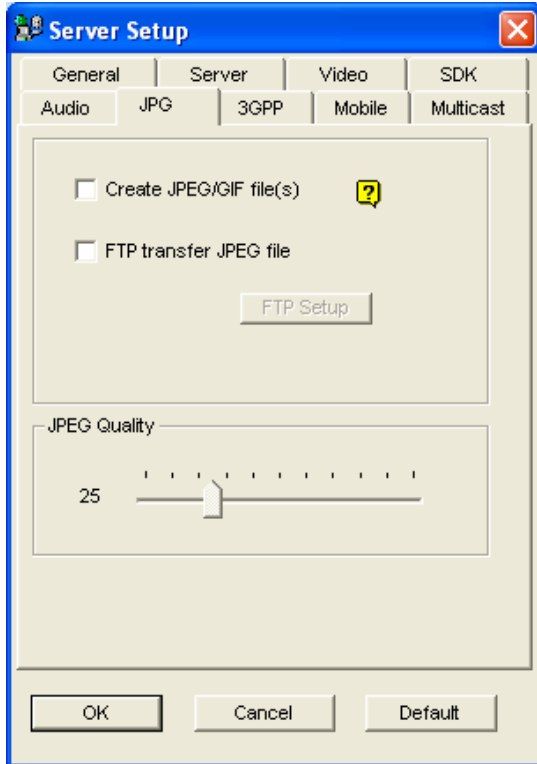 Server Setup
General Server Video SDK
Audio JPG 3GPP Mobile Multicast
Create JPEG/GIF file(s) ?
FTP transfer JPEG file
FTP Setup
JPEG Quality
25
OK Cancel Default